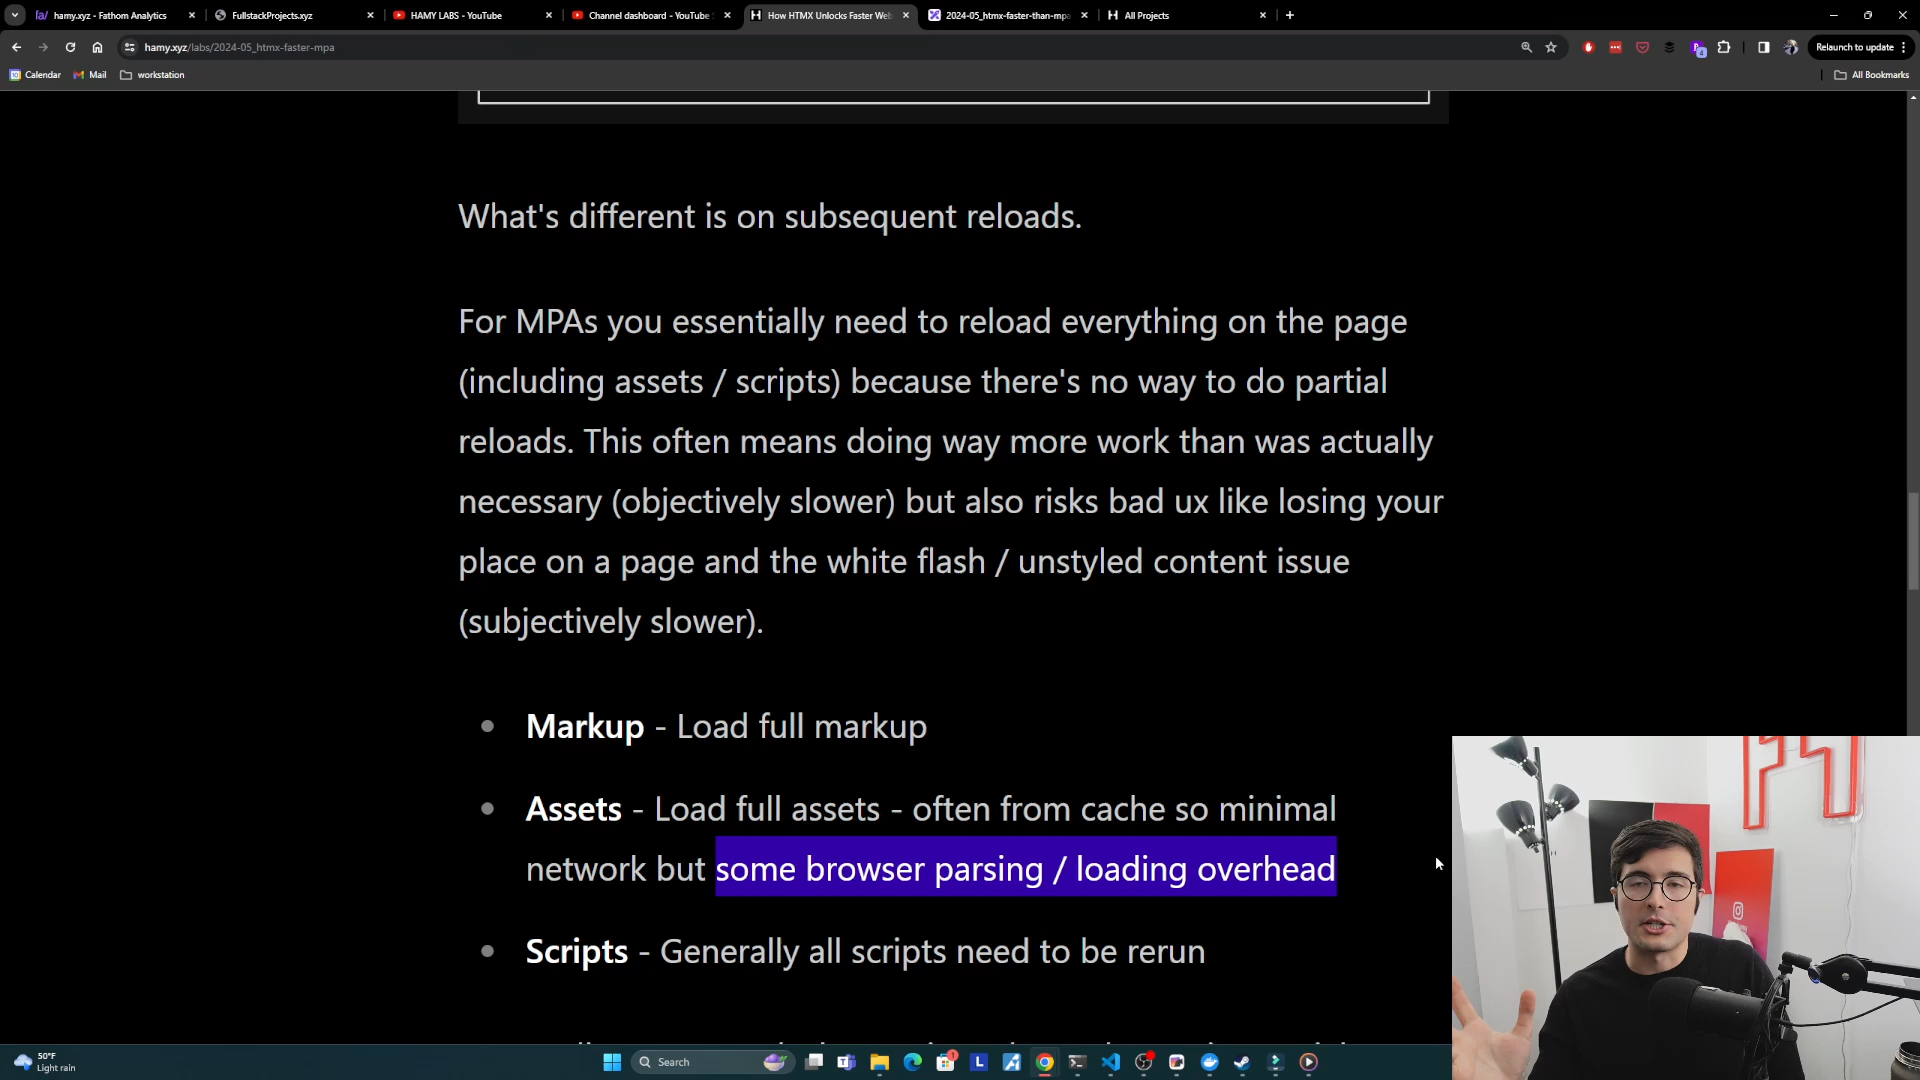 hamy.xyz - Fathom Analytics
FullstackProjects.xyz
HAMY LABS - YouTube
Channel dashboard - YouTube
How HTMX Unlocks Faster Web
2024-05_htmx-faster-than-mpa
All Projects
hamy.xyz/labs/2024-05_htmx-faster-mpa
Relaunch to update
Calendar
Mail
workstation
All Bookmarks
What's different is on subsequent reloads.
For MPAs you essentially need to reload everything on the page
(including assets / scripts) because there's no way to do partial
reloads. This often means doing way more work than was actually
necessary (objectively slower) but also risks bad ux like losing your
place on a page and the white flash / unstyled content issue
(subjectively slower).
Markup - Load full markup
Assets - Load full assets - often from cache so minimal
network but some browser parsing / loading overhead
Scripts - Generally all scripts need to be rerun
50°F
Light rain
Search